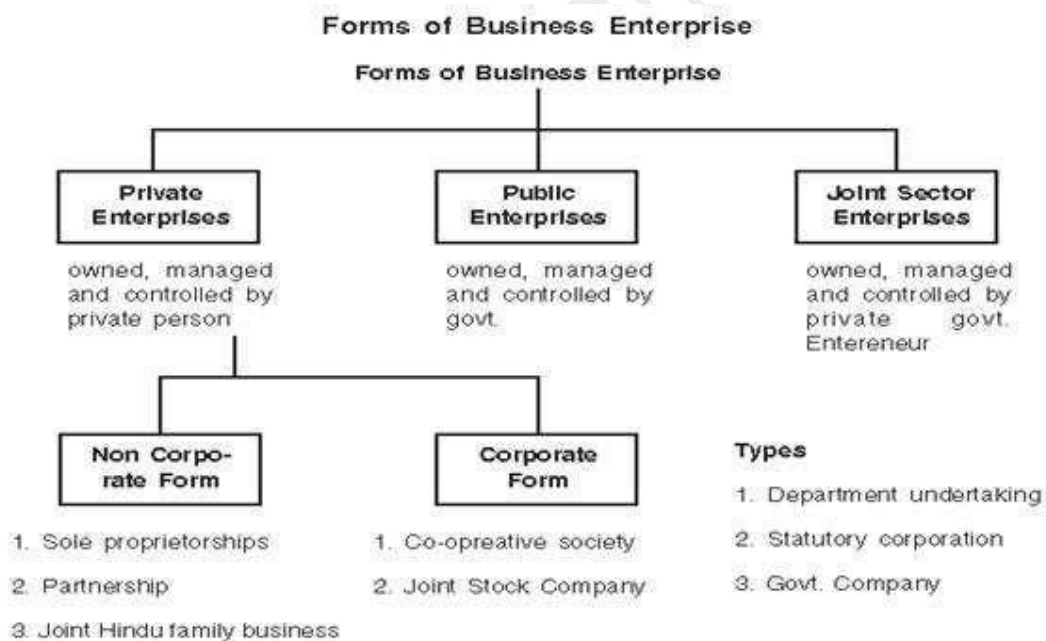 Forms of Business Enterprise
Forms of Business Enterprise
Private
Enterprises
Public
Enterprises
Joint Sector
Enterprises
owned, managed
and controlled by
private person
owned, managed
and controlled by
govt.
owned, managed
and controlled by
private govt.
Entereneur
Non Corpo-
rate Form
Corporate
Form
Types
1. Sole proprietorships
2. Partnership
3. Joint Hindu family business
1. Co-opreative society
2. Joint Stock Company
1. Department undertaking
2. Statutory corporation
3. Govt. Company